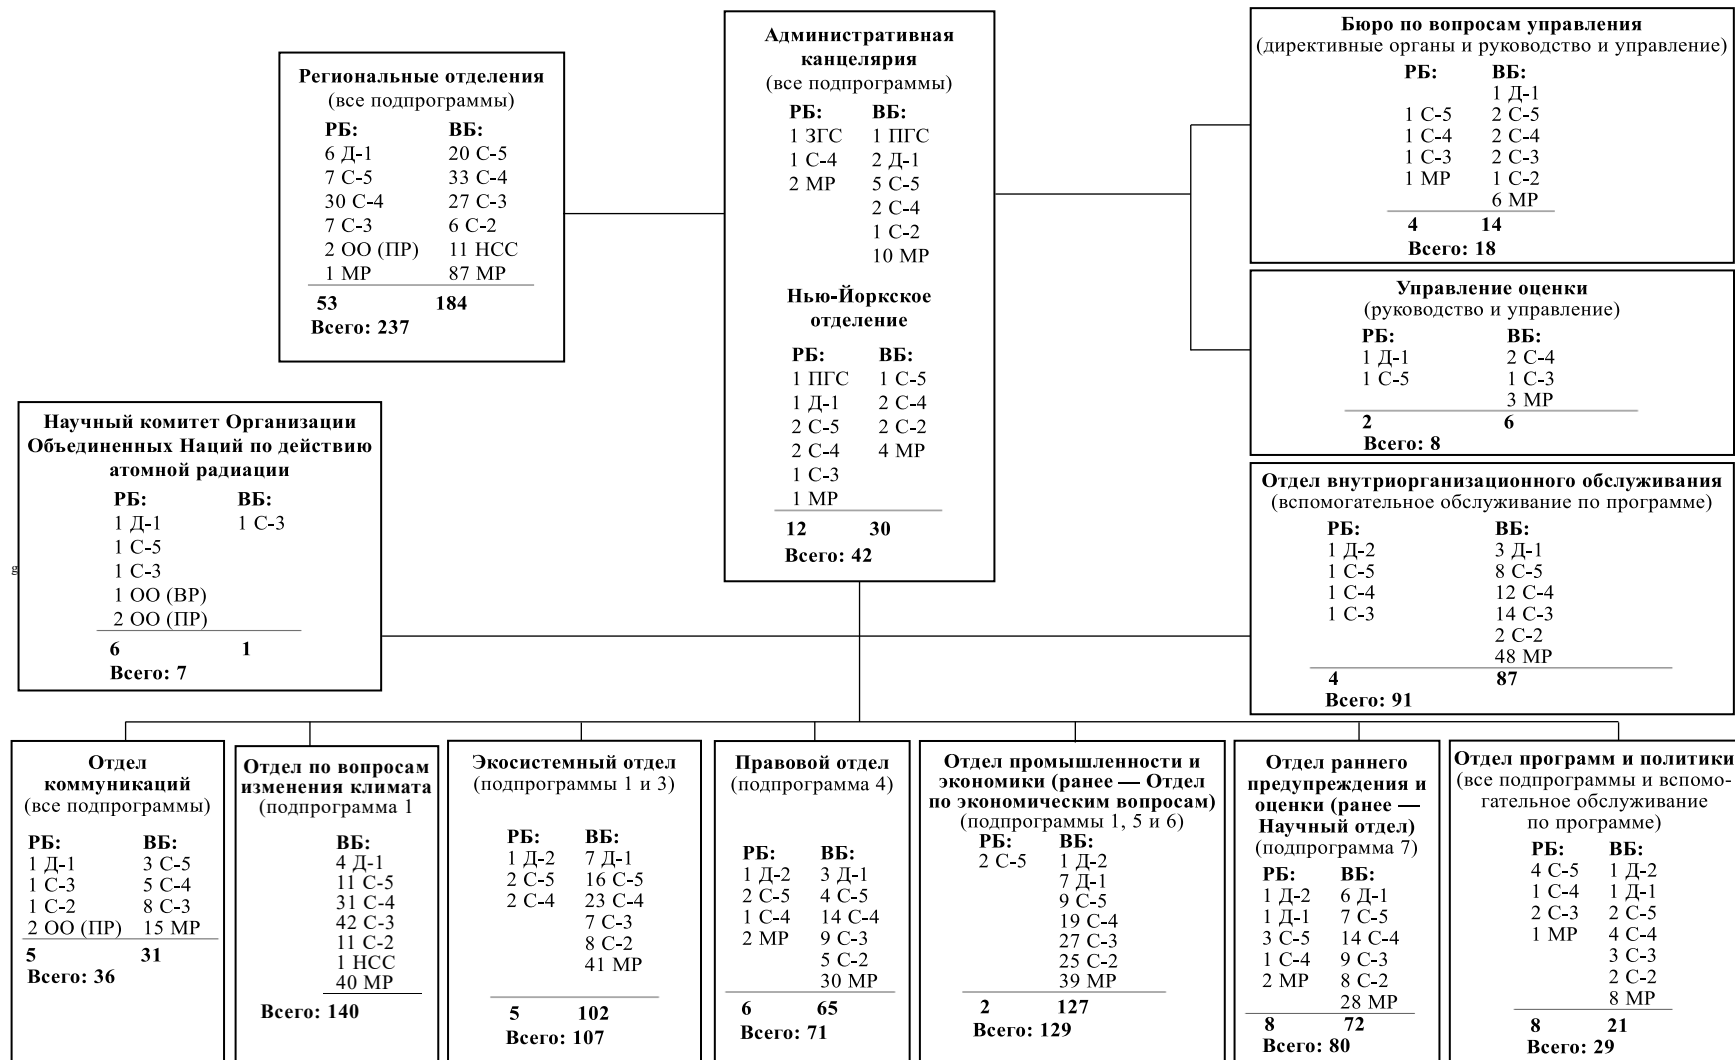 Региональные отделения
(все подпрограммы)
РБ: ВБ:
6 Д-1 20 С-5
7 С-5 33 С-4
30 С-4 27 С-3
7 С-3 6 С-2
2 ОО (ПР) 11 НСС
1 МР 87 МР
53 184
Всего: 237
Административная
канцелярия
(все подпрограммы)
РБ: ВБ:
1 ЗГС 1 ПГС
1 С-4 2 Д-1
2 МР 5 С-5
2 С-4
1 С-2
10 МР
Нью-Йоркское
отделение
РБ: ВБ:
1 ПГС 1 С-5
1 Д-1 2 С-4
2 С-5 2 С-2
2 С-4 4 МР
1 С-3
1 МР
12 30
Всего: 42
Бюро по вопросам управления
(директивные органы и руководство и управление)
РБ: ВБ:
1 Д-1
1 С-5 2 С-5
1 С-4 2 С-4
1 С-3 2 С-3
1 МР 1 С-2
6 МР
4 14
Всего: 18
Управление оценки
(руководство и управление)
РБ: ВБ:
1 Д-1 2 С-4
1 С-5 1 С-3
3 МР
2 6
Всего: 8
Научный комитет Организации
Объединенных Наций по действию
атомной радиации
РБ: ВБ:
1 Д-1 1 С-3
1 С-5
1 С-3
1 ОО (ВР)
2 ОО (ПР)
6 1
Всего: 7
Отдел внутриорганизационного обслуживания
(вспомогательное обслуживание по программе)
РБ: ВБ:
1 Д-2 3 Д-1
1 С-5 8 С-5
1 С-4 12 С-4
1 С-3 14 С-3
2 С-2
48 МР
4 87
Всего: 91
Отдел
коммуникаций
(все подпрограммы)
РБ: ВБ:
1 Д-1 3 С-5
1 С-3 5 С-4
1 С-2 8 С-3
2 ОО (ПР) 15 МР
5 31
Всего: 36
Отдел по вопросам
изменения климата
(подпрограмма 1
ВБ:
4 Д-1
11 С-5
31 С-4
42 С-3
11 С-2
1 НСС
40 МР
Всего: 140
Экосистемный отдел
(подпрограммы 1 и 3)
РБ: ВБ:
1 Д-2 7 Д-1
2 С-5 16 С-5
2 С-4 23 С-4
7 С-3
8 С-2
41 МР
5 102
Всего: 107
Правовой отдел
(подпрограмма 4)
РБ: ВБ:
1 Д-2 3 Д-1
2 С-5 4 С-5
1 С-4 14 С-4
2 МР 9 С-3
5 С-2
30 МР
6 65
Всего: 71
Отдел промышленности и
экономики (ранее — Отдел
по экономическим вопросам)
(подпрограммы 1, 5 и 6)
РБ: ВБ:
2 С-5 1 Д-2
7 Д-1
9 С-5
19 С-4
27 С-3
25 С-2
39 МР
2 127
Всего: 129
Отдел раннего
предупреждения и
оценки (ранее —
Научный отдел)
(подпрограмма 7)
РБ: ВБ:
1 Д-2 6 Д-1
1 Д-1 7 С-5
3 С-5 14 С-4
1 С-4 9 С-3
2 МР 8 С-2
28 МР
8 72
Всего: 80
Отдел программ и политики
(все подпрограммы и вспомо-
гательное обслуживание
по программе)
РБ: ВБ:
4 С-5 1 Д-2
1 С-4 1 Д-1
2 С-3 2 С-5
1 МР 4 С-4
3 С-3
2 С-2
8 МР
8 21
Всего: 29